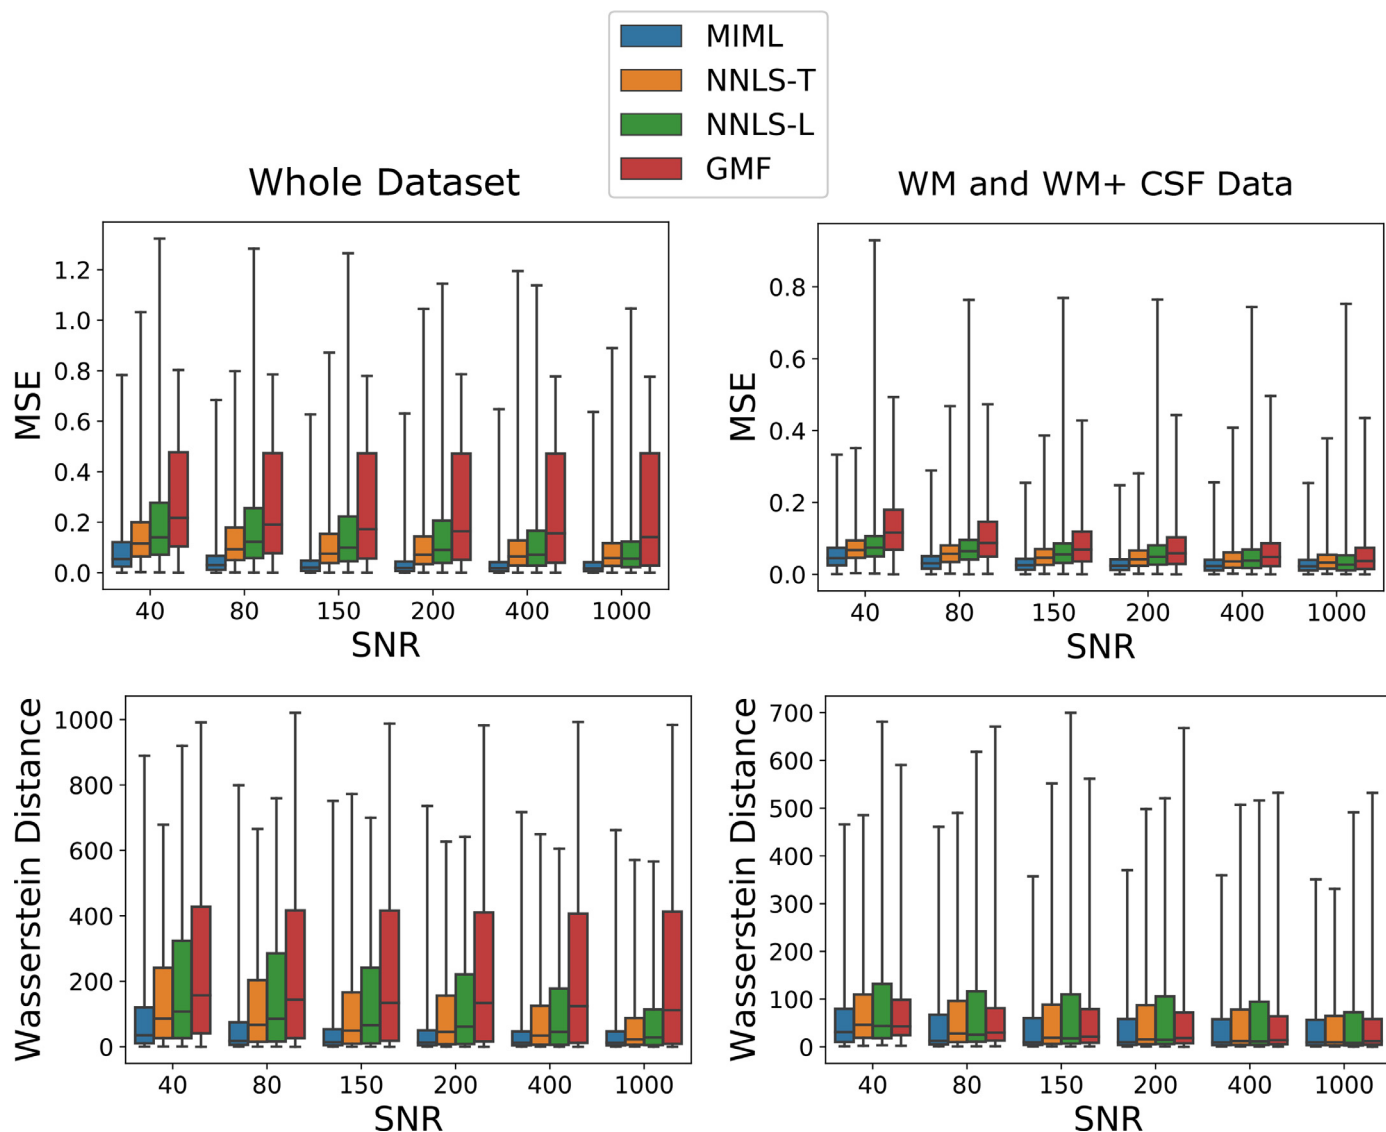 MIML
NNLS-T
NNLS-L
GMF
Whole Dataset
WM and WM+ CSF Data
MSE
1.2
1.0
0.8
0.6
0.4
0.2
0.0
40 80 150 200 400 1000
SNR
MSE
0.8
0.6
0.4
0.2
0.0
40 80 150 200 400 1000
SNR
Wasserstein Distance
1000
800
600
400
200
0
40 80 150 200 400 1000
SNR
Wasserstein Distance
700
600
500
400
300
200
100
0
40 80 150 200 400 1000
SNR